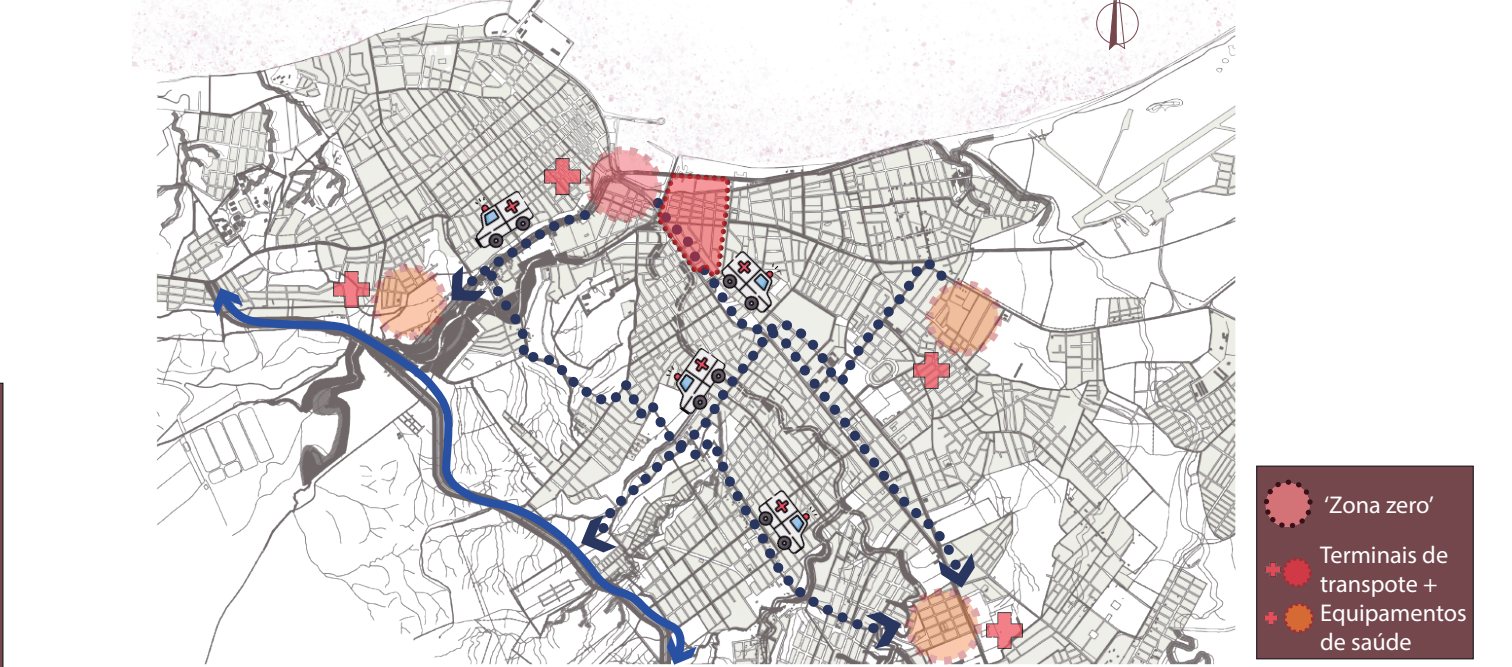 ‘Zona zero’
Terminais de
transpote +
Equipamentos
de saúde